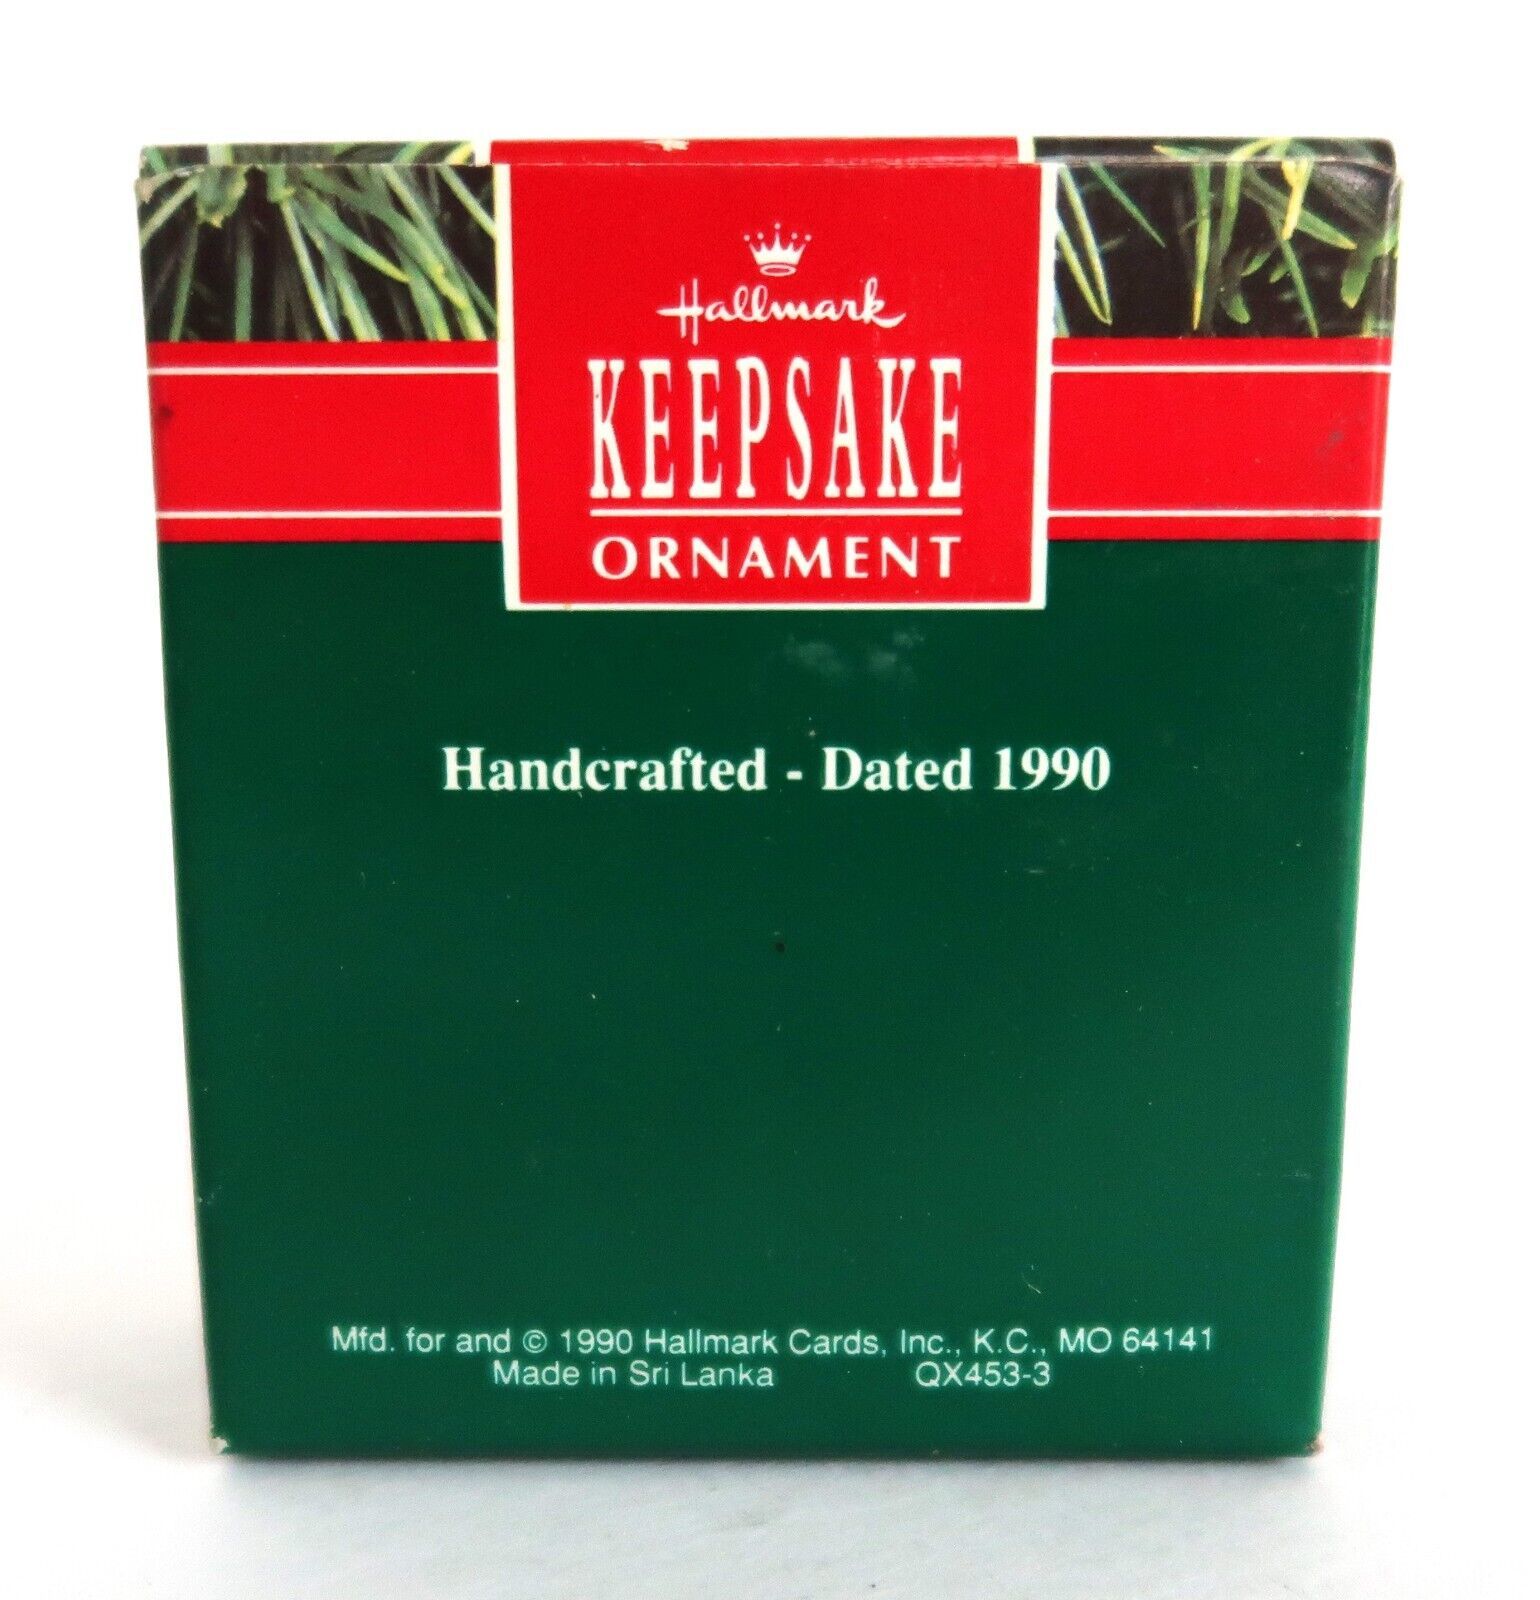 Hallmark
KEEPSAKE
ORNAMENT
Handcrafted - Dated 1990
Mfd. for and © 1990 Hallmark Cards, Inc., K.C., MO 64141
Made in Sri Lanka QX453-3